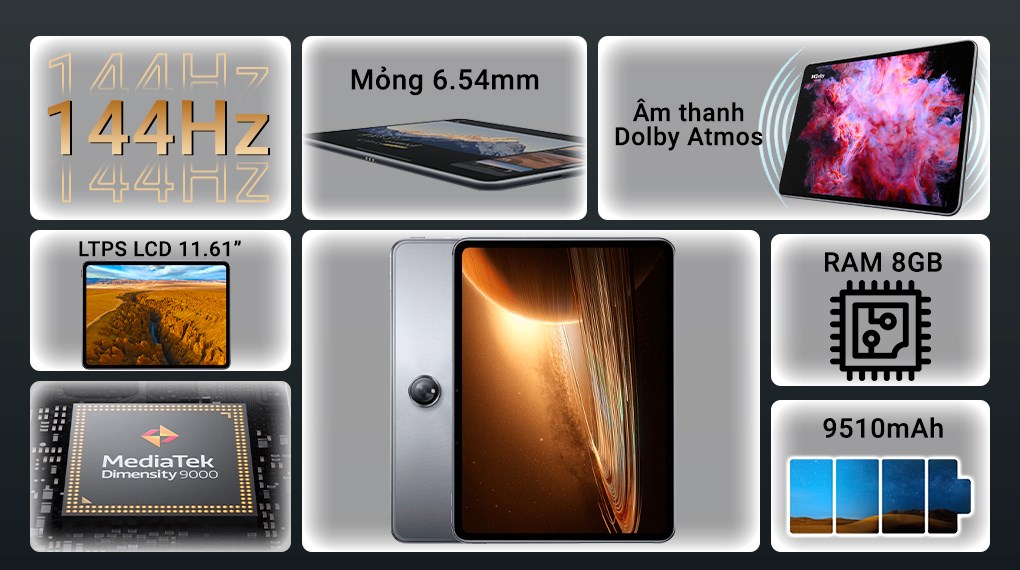 144Hz
144Hz
144Hz
Mỏng 6.54mm
Âm thanh
Dolby Atmos
LTPS LCD 11.61”
RAM 8GB
MediaTek
Dimensity 9000
9510mAh